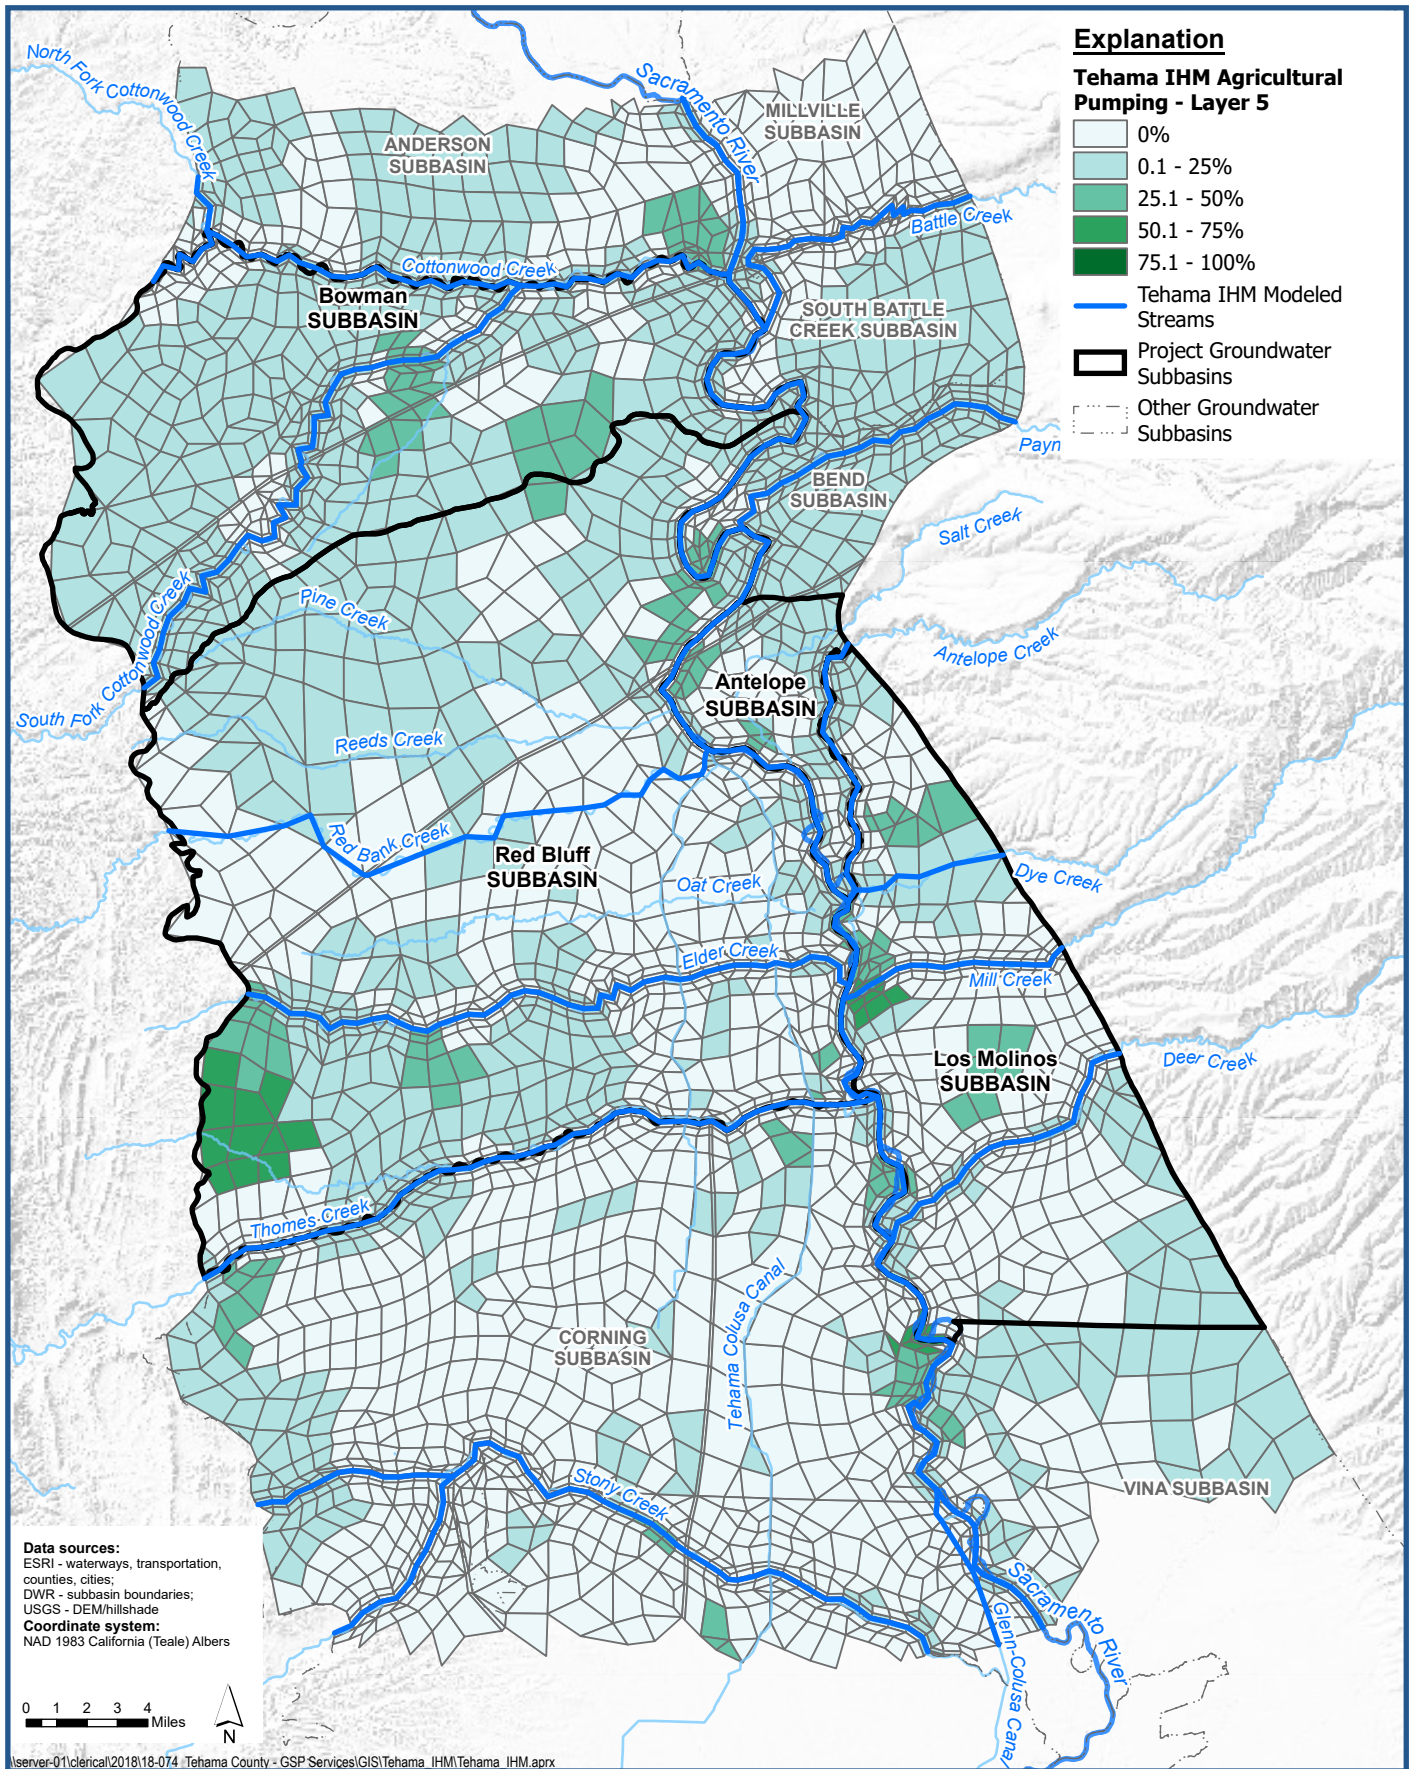 North Fork Cottonwood Creek
Sacramento River
MILLVILLE
SUBBASIN
ANDERSON
SUBBASIN
Battle Creek
Cottonwood Creek
Bowman
SUBBASIN
SOUTH BATTLE
CREEK SUBBASIN
Explanation
Tehama IHM Agricultural
Pumping - Layer 5
0%
0.1 - 25%
25.1 - 50%
50.1 - 75%
75.1 - 100%
Tehama IHM Modeled
Streams
Project Groundwater
Subbasins
Other Groundwater
Subbasins
Payn
BEND
SUBBASIN
Salt Creek
Pine Creek
Antelope Creek
South Fork Cottonwood Creek
Antelope
SUBBASIN
Reeds Creek
Red Bank Creek
Red Bluff
SUBBASIN
Oat Creek
Dye Creek
Elder Creek
Mill Creek
Los Molinos
SUBBASIN
Deer Creek
Thomes Creek
Tehama Colusa Canal
CORNING
SUBBASIN
Stony Creek
VINA SUBBASIN
Sacramento River
Glenn-Colusa Canal
Data sources:
ESRI - waterways, transportation,
counties, cities;
DWR - subbasin boundaries;
USGS - DEM/hillshade
Coordinate system:
NAD 1983 California (Teale) Albers
0 1 2 3 4
Miles
N
\\server-01\clerical\2018\18-074_Tehama County - GSP Services\GIS\Tehama_IHM\Tehama_IHM.aprx